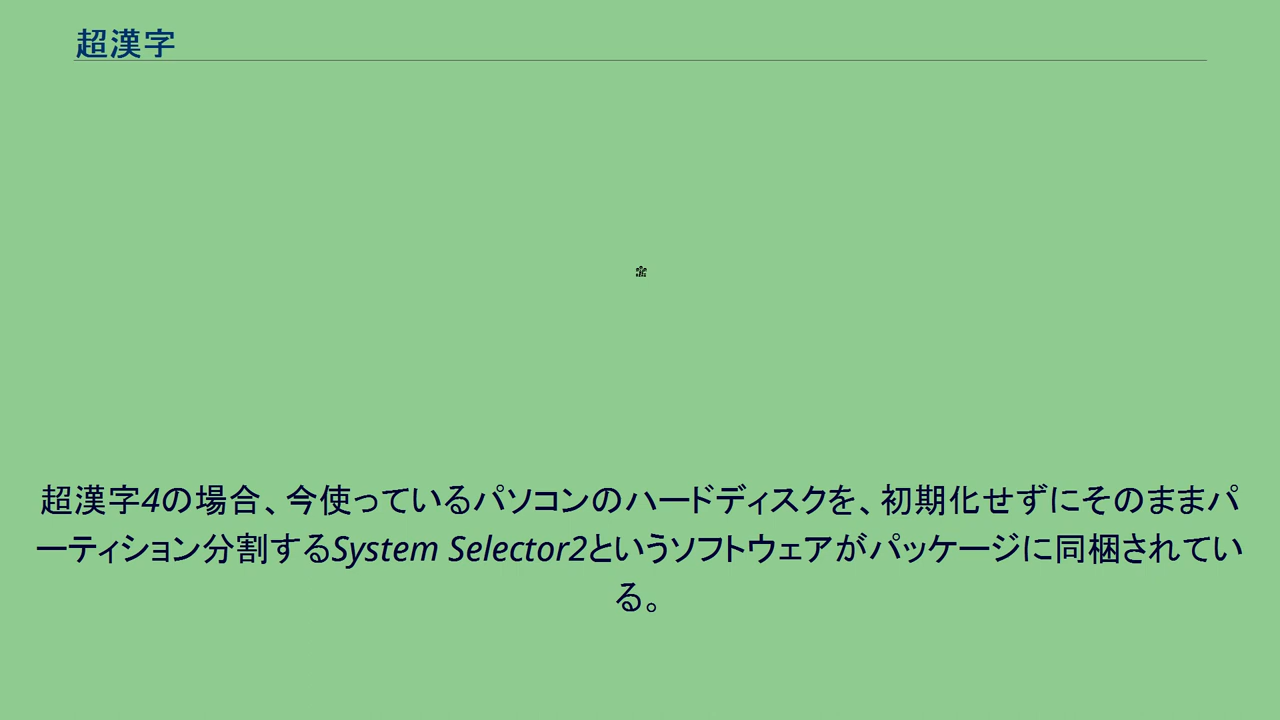 超漢字
超漢字4の場合、今使っているパソコンのハードディスクを、初期化せずにそのままパ
ーティション分割するSystem Selector2というソフトウェアがパッケージに同梱されてい
る。